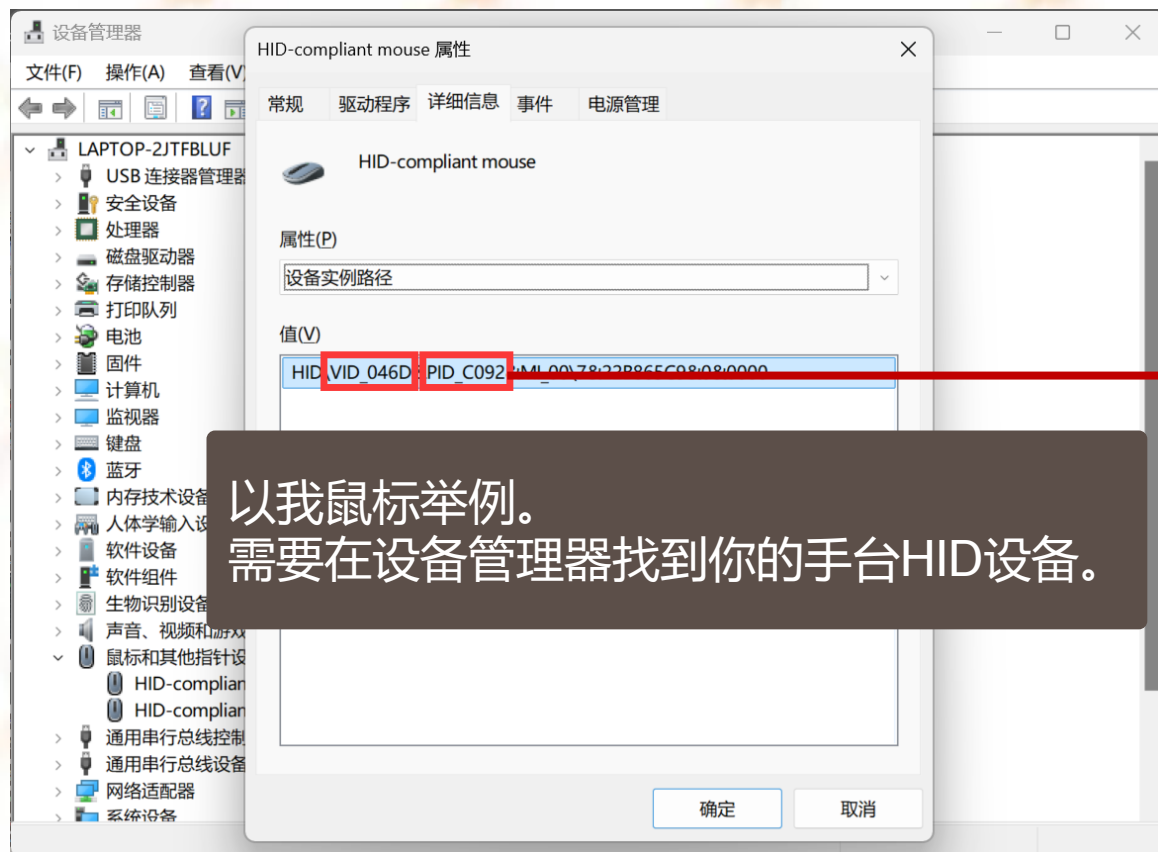 设备管理器
文件(F) 操作(A) 查看(V)
HID-compliant mouse 属性
常规 驱动程序 详细信息 事件 电源管理
HID-compliant mouse
属性(P)
设备实例路径
值(V)
HID\VID_046D&PID_C092&MI_00\7&22B865C9&0&0000
LAPTOP-2JTFBLUF
USB 连接器管理器
安全设备
处理器
磁盘驱动器
存储控制器
打印队列
电池
固件
计算机
监视器
键盘
蓝牙
内存技术设备
人体学输入设
软件设备
软件组件
生物识别设备
声音、视频和游戏
鼠标和其他指针设
HID-complian
HID-complian
通用串行总线控制
通用串行总线设备
网络适配器
系统设备
以我鼠标举例。
需要在设备管理器找到你的手台HID设备。
确定 取消